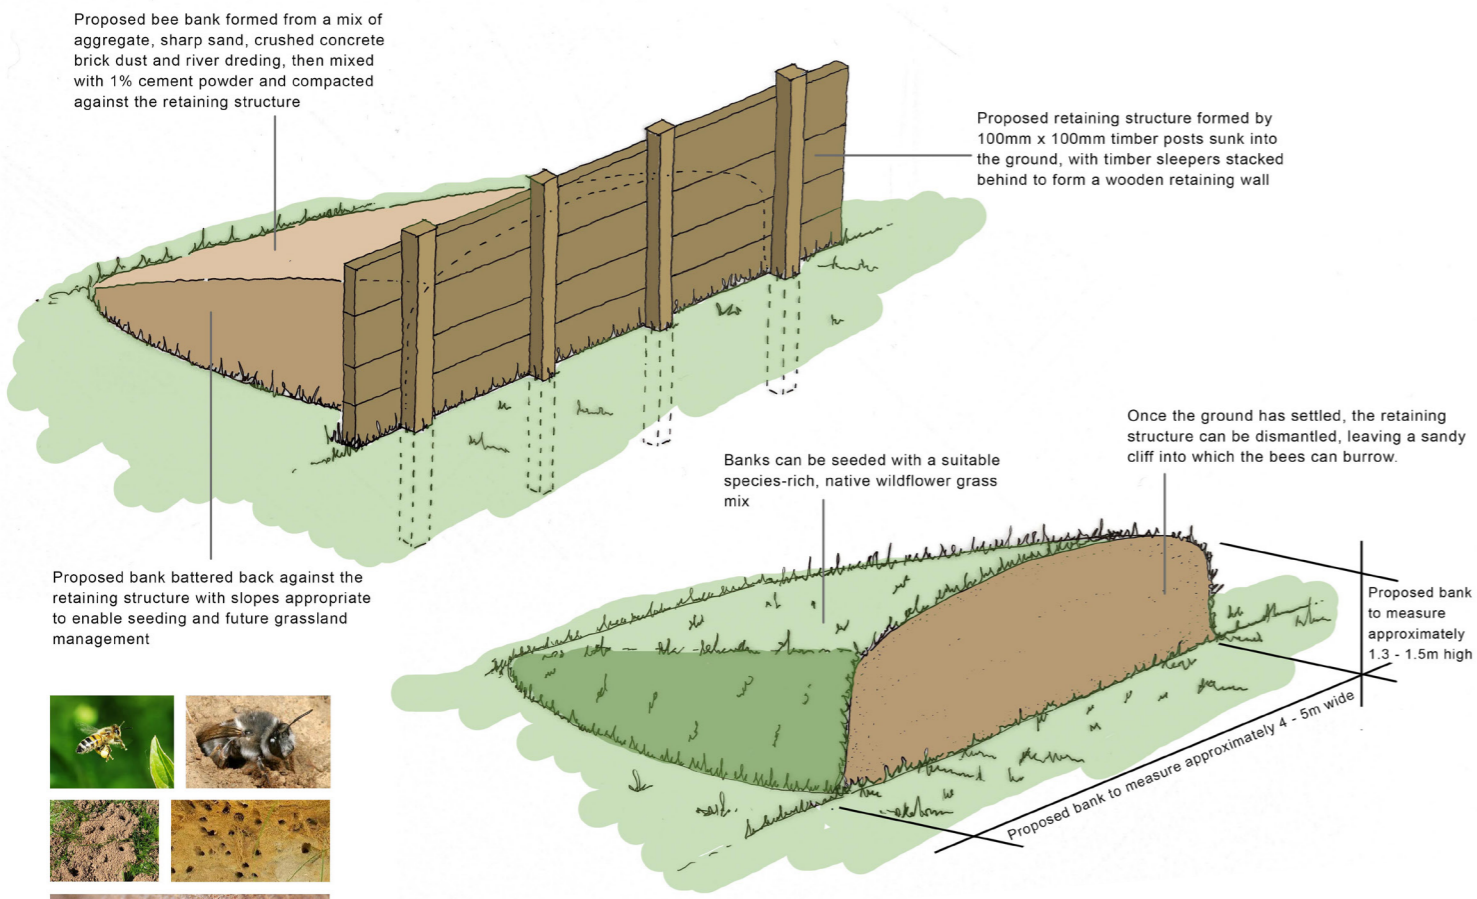 Proposed bee bank formed from a mix of
aggregate, sharp sand, crushed concrete
brick dust and river dreding, then mixed
with 1% cement powder and compacted
against the retaining structure
Proposed retaining structure formed by
100mm x 100mm timber posts sunk into
the ground, with timber sleepers stacked
behind to form a wooden retaining wall
Once the ground has settled, the retaining
structure can be dismantled, leaving a sandy
cliff into which the bees can burrow.
Banks can be seeded with a suitable
species-rich, native wildflower grass
mix
Proposed bank battered back against the
retaining structure with slopes appropriate
to enable seeding and future grassland
management
Proposed bank
to measure
approximately
1.3 - 1.5m high
Proposed bank to measure approximately 4 - 5m wide